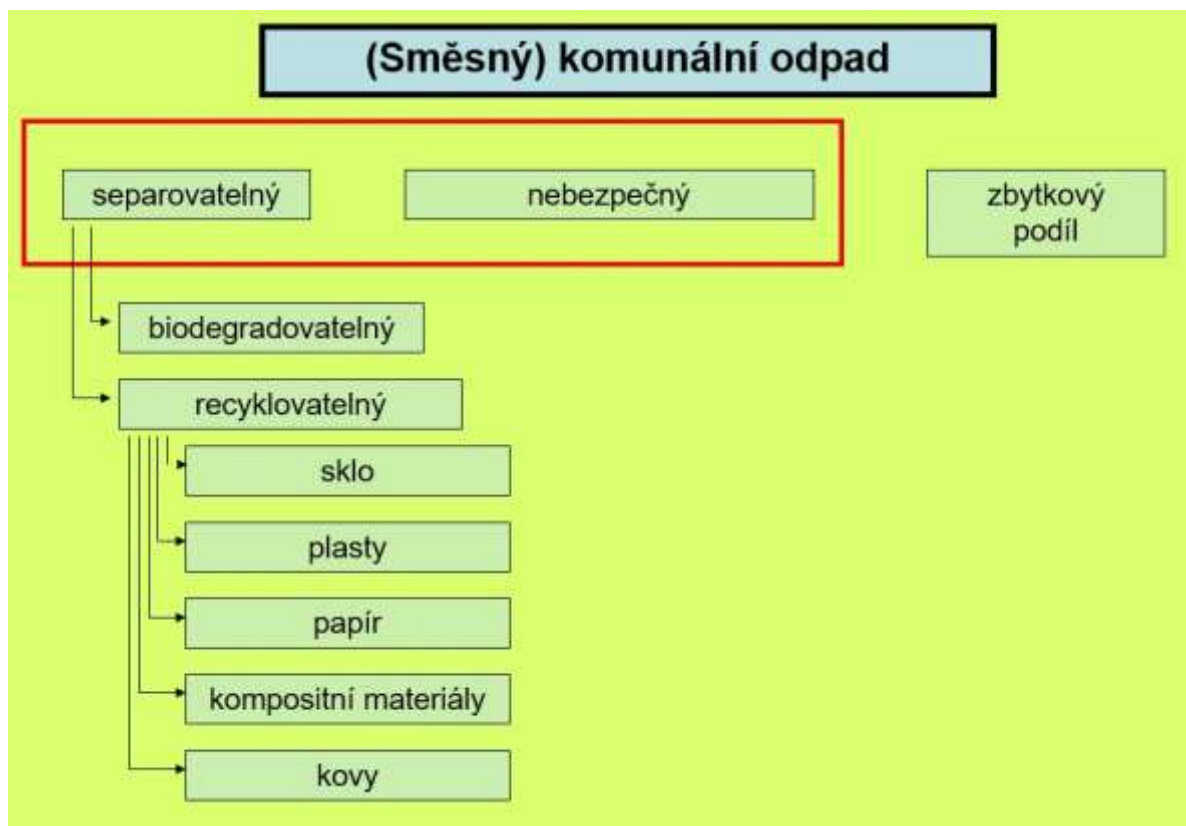 (Směsný) komunální odpad
separovatelný
nebezpečný
zbytkový
podíl
biodegradovatelný
recyklovatelný
sklo
plasty
papír
kompositní materiály
kovy